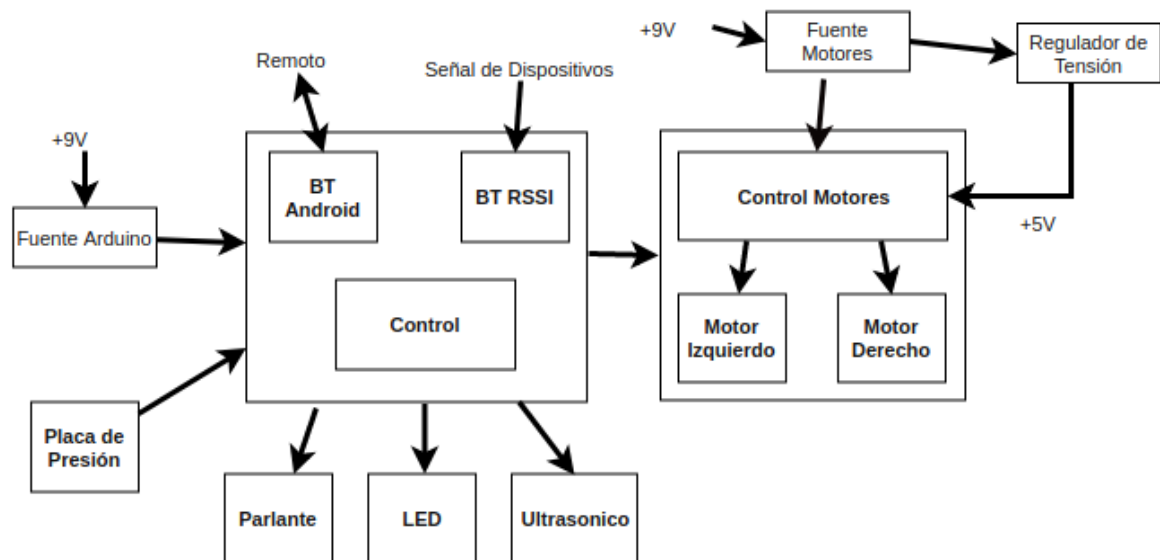 +9V
Fuente
Motores
Regulador de
Tensión
Remoto
Señal de Dispositivos
+9V
BT
Android
BT RSSI
Control Motores
Fuente Arduino
+5V
Control
Motor
Izquierdo
Motor
Derecho
Placa de
Presión
Parlante
LED
Ultrasonico